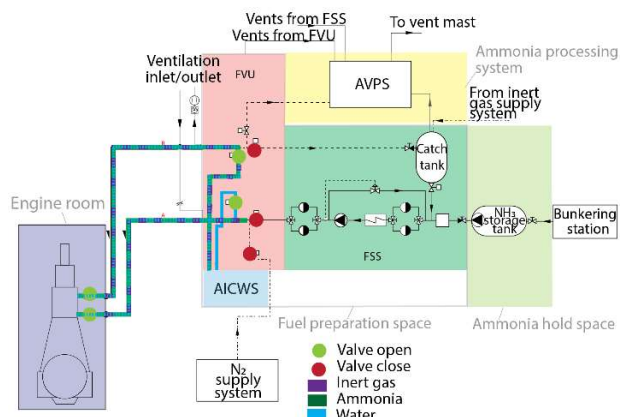 Vents from FSS
Vents from FVU
To vent mast
Ventilation
inlet/outlet
FVU
AVPS
Ammonia processing
system
From inert
gas supply
system
Catch
tank
Engine room
NH₃
storage
tank
Bunkering
station
FSS
AICWS
Fuel preparation space
Ammonia hold space
N₂
supply system
Valve open
Valve close
Inert gas
Ammonia
Water